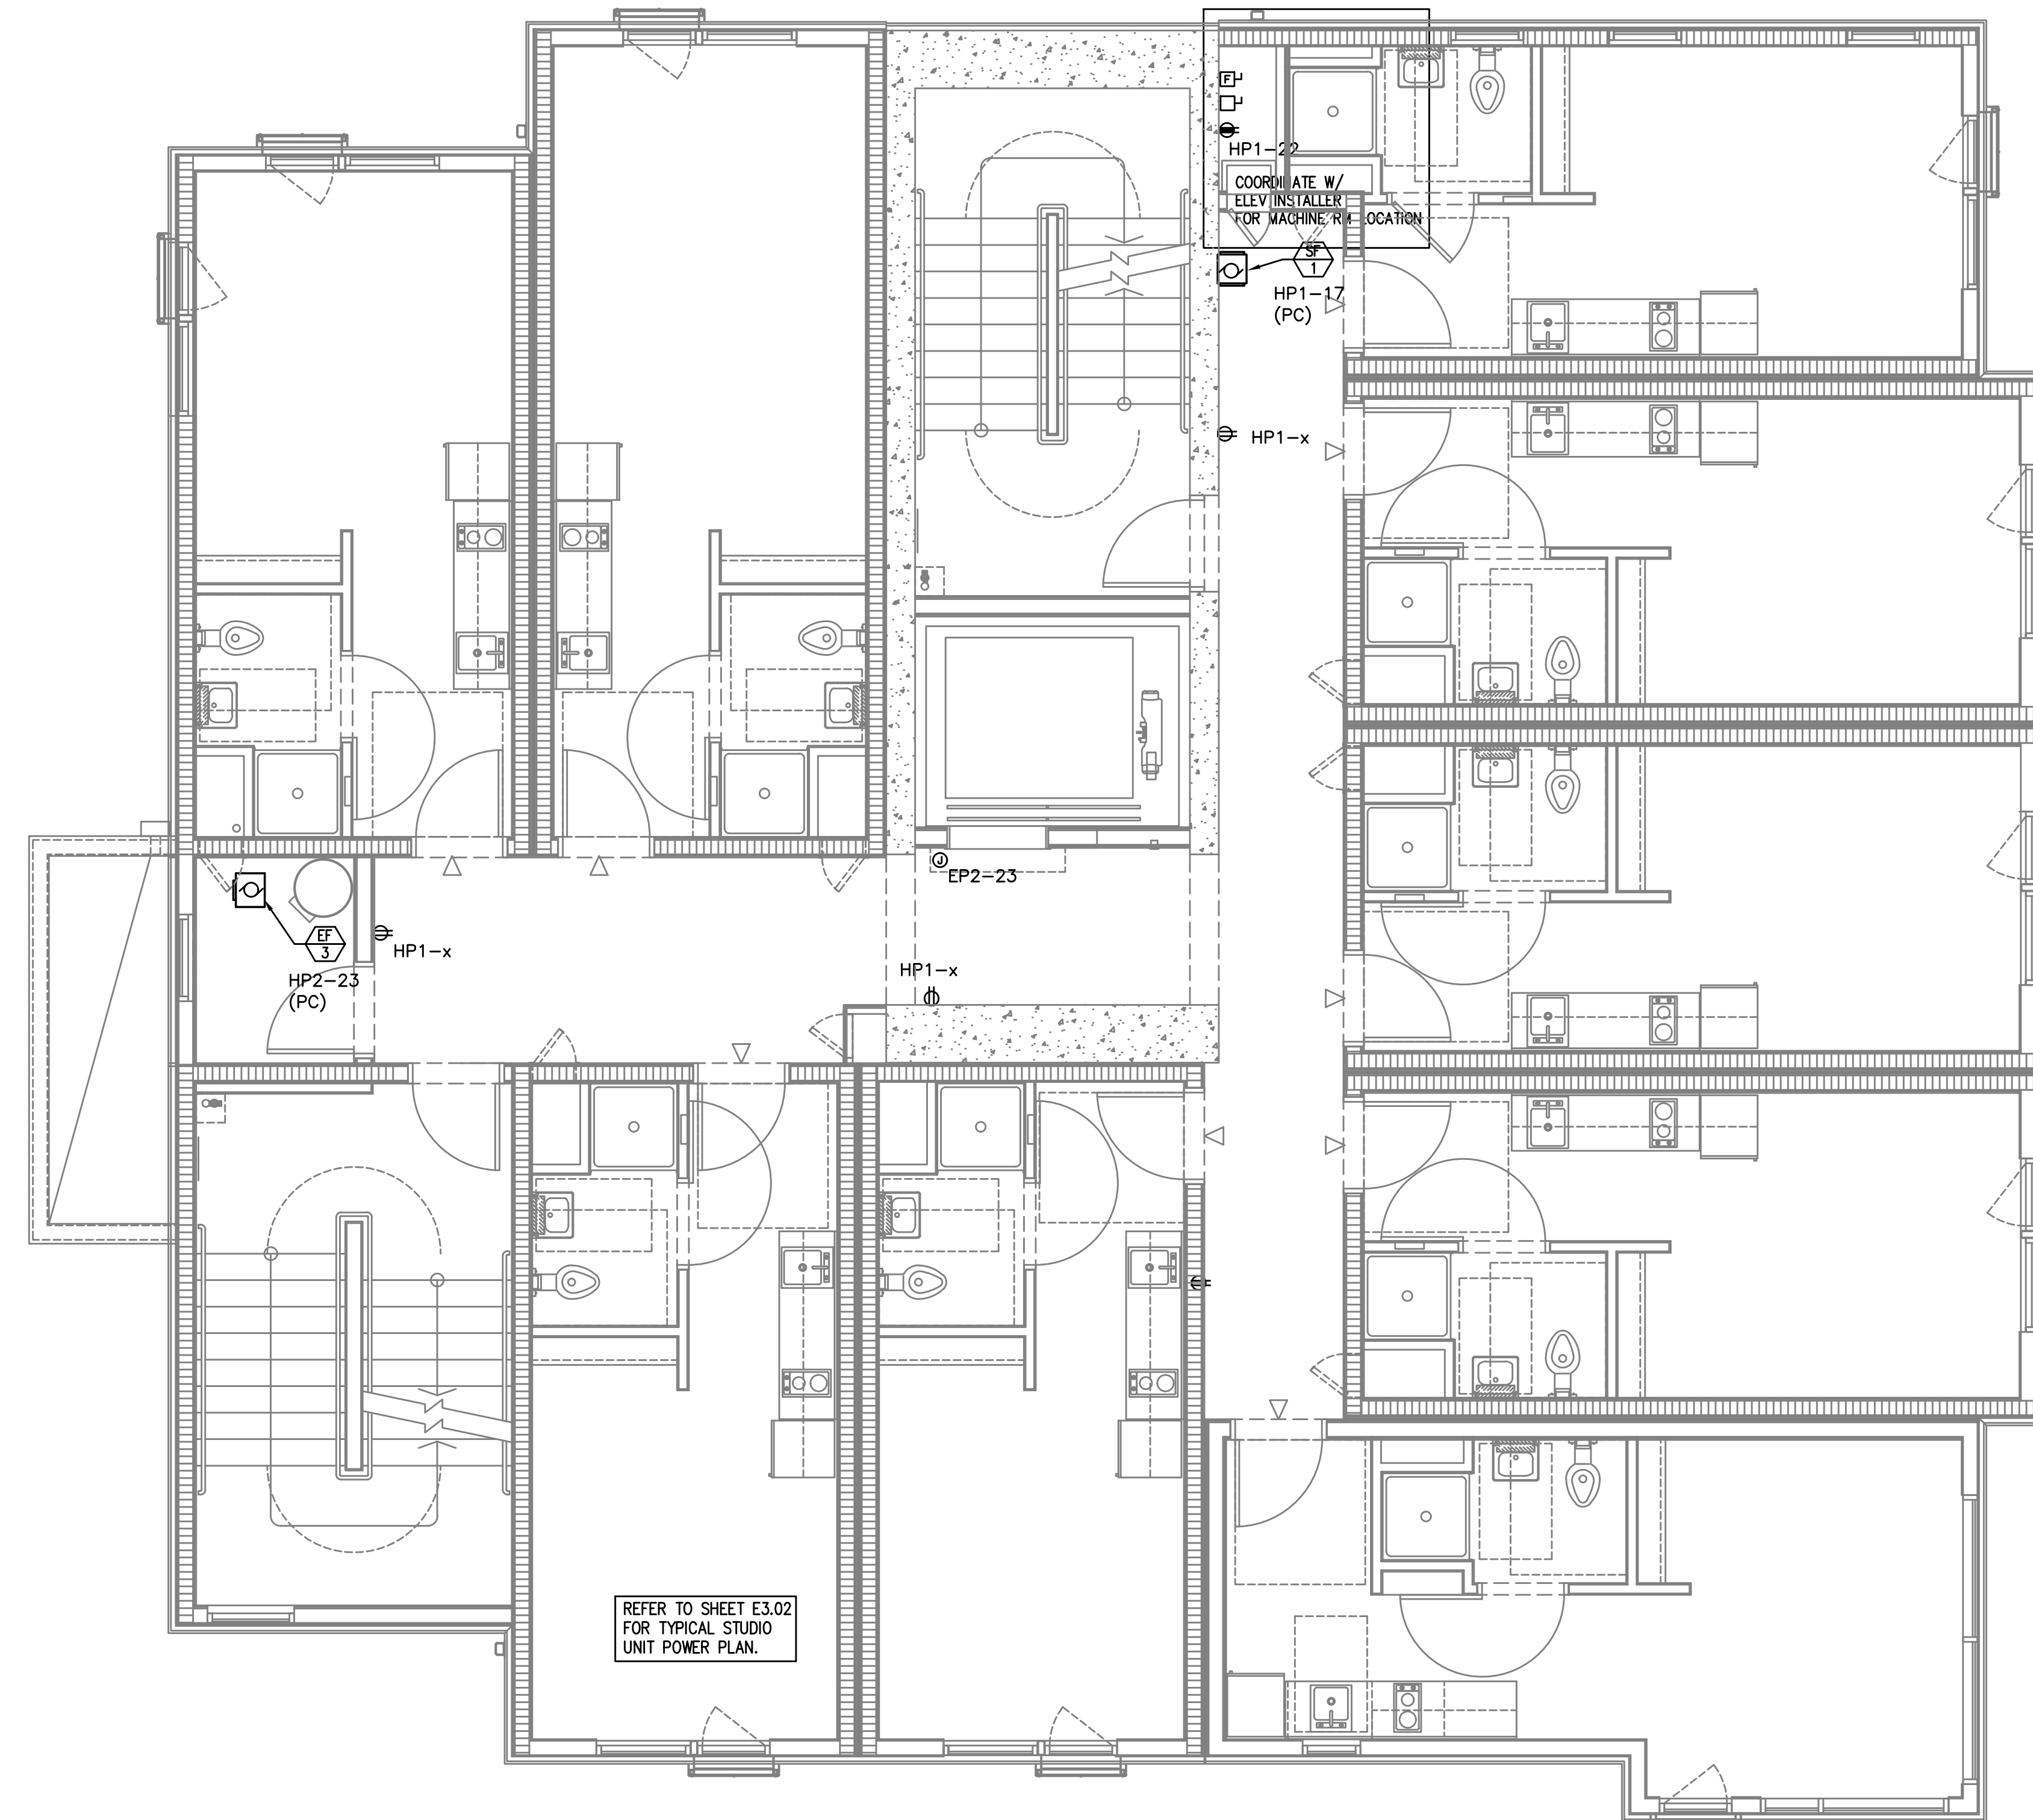 F
HP1-22
COORDINATE W/
ELEV INSTALLER
FOR MACHINE RM LOCATION
SF
1
HP1-17
(PC)
HP1-x
J
EP2-23
EF
3
HP1-x
HP2-23
(PC)
HP1-x
REFER TO SHEET E3.02
FOR TYPICAL STUDIO
UNIT POWER PLAN.